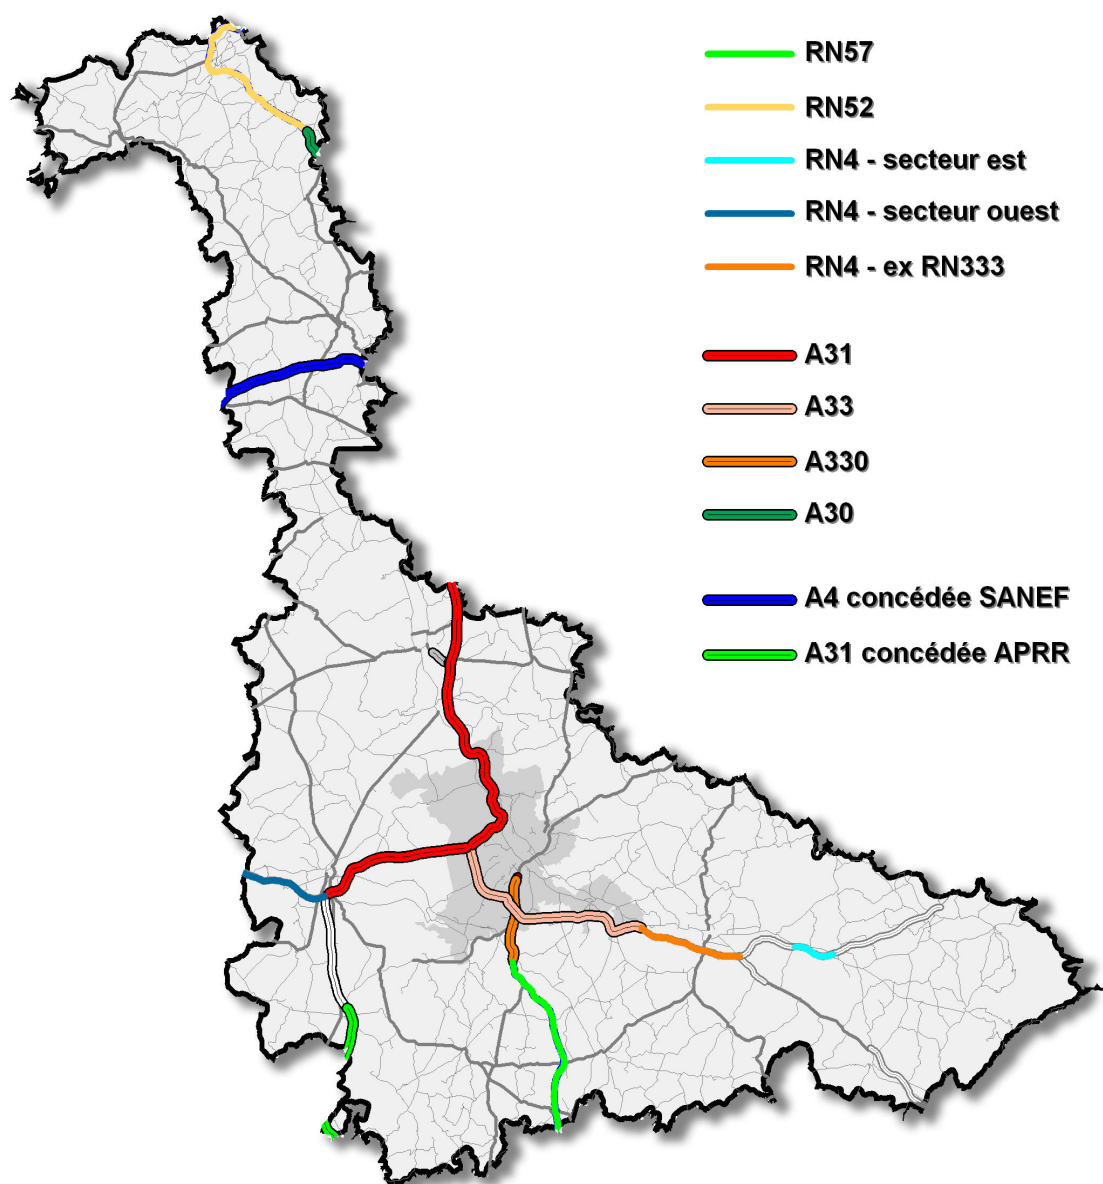 RN57
RN52
RN4 - secteur est
RN4 - secteur ouest
RN4 - ex RN333
A31
A33
A330
A30
A4 concédée SANEF
A31 concédée APRR